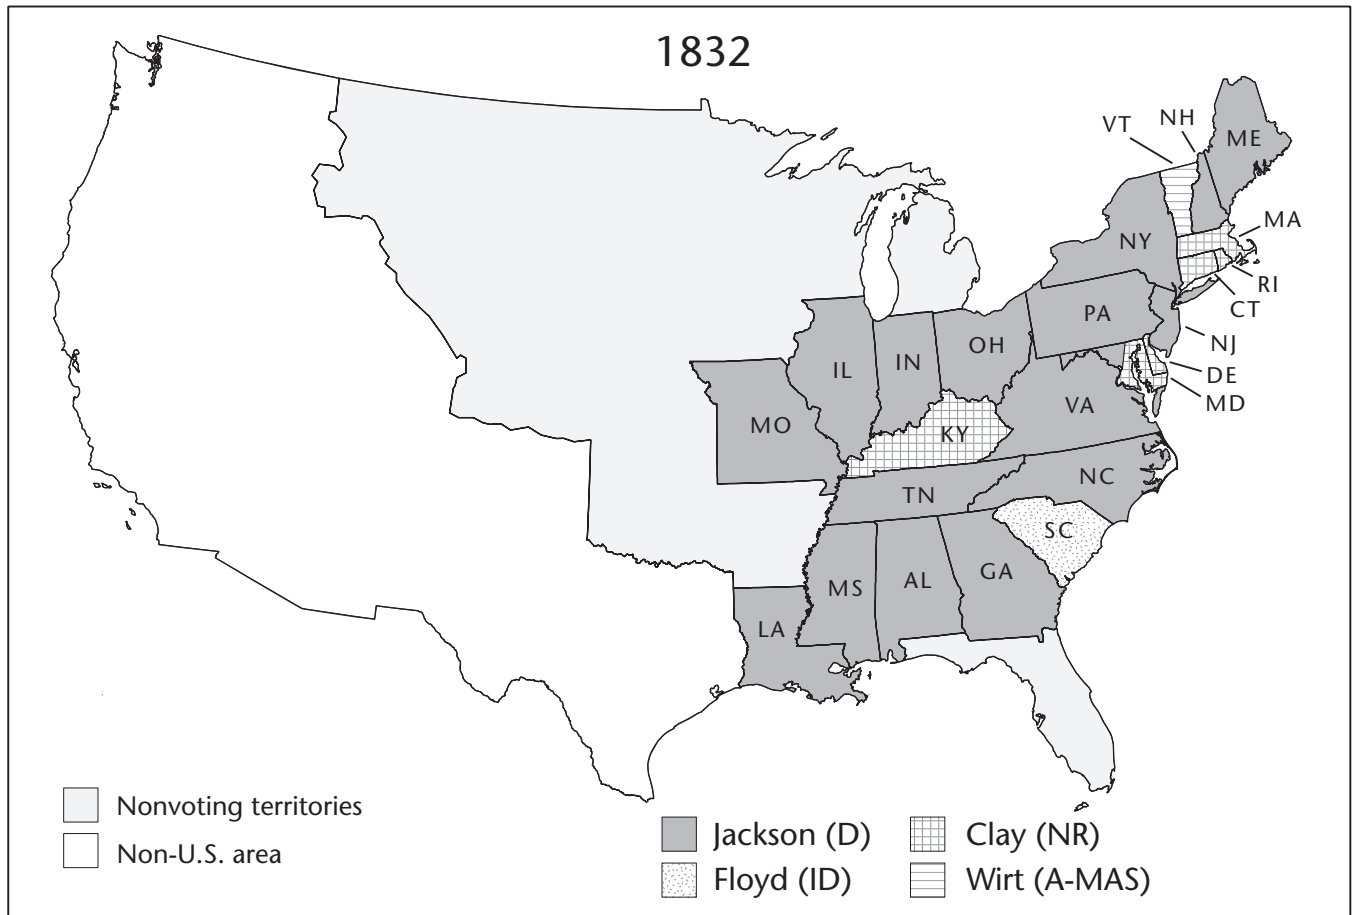 1832
VT
NH
ME
MA
NY
RI
CT
PA
NJ
OH
IL
IN
DE
MD
VA
MO
KY
NC
TN
SC
MS
AL
GA
LA
Nonvoting territories
Non-U.S. area
Jackson (D)
Clay (NR)
Floyd (ID)
Wirt (A-MAS)